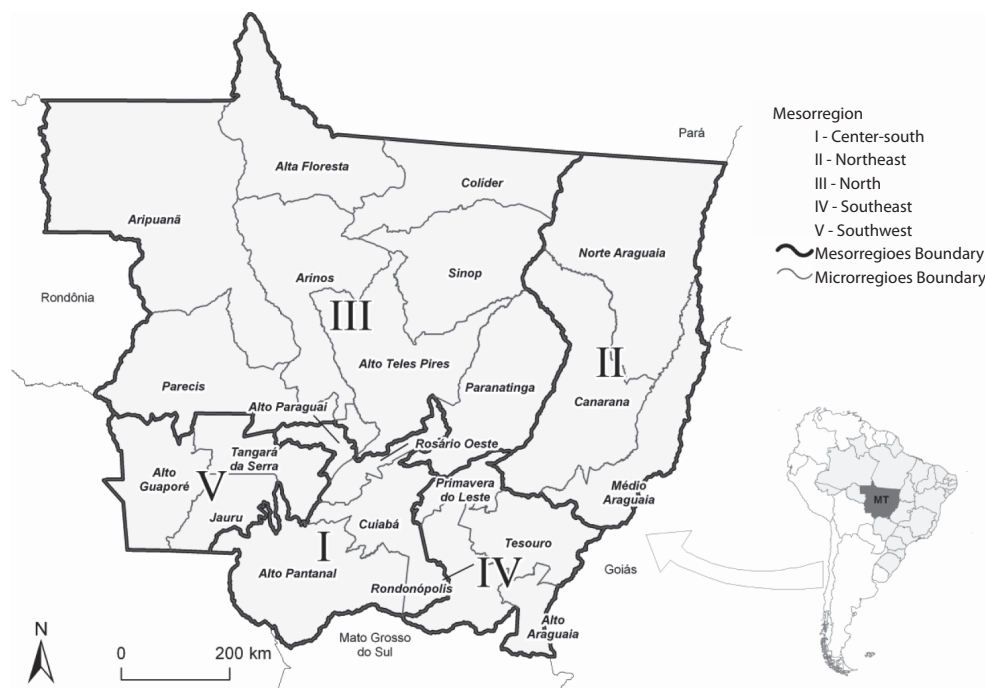 Pará
Mesorregion
I - Center-south
II - Northeast
III - North
IV - Southeast
V - Southwest
Mesorregioes Boundary
Microrregioes Boundary
Alta Floresta
Colider
Aripuanã
Norte Araguaia
Arinos
Sinop
Rondônia
III
Alto Teles Pires
II
Parecis
Paranatinga
Canarana
Alto Paraguai
Rosário Oeste
Tangará
da Serra
Alto
Guaporé
V
Primavera
do Leste
Médio
Araguaia
MT
Jauru
Cuiabá
I
Tesouro
Alto Pantanal
Rondonópolis
IV
Goiás
Alto
Araguaia
Mato Grosso
do Sul
N
0 200 km